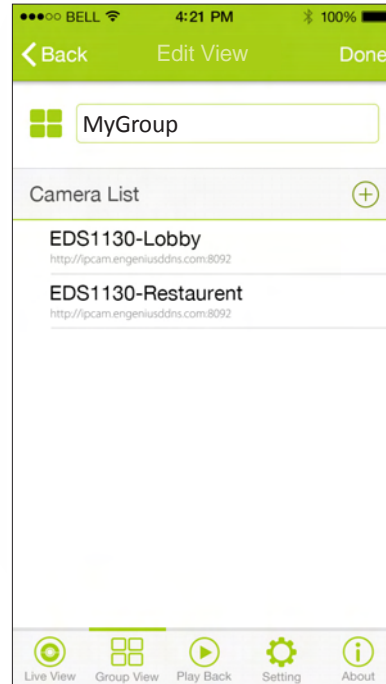 BELL 4:21 PM 100%
Back Edit View Done
MyGroup
Camera List
EDS1130-Lobby
http://ipcam.engeniusddns.com:8092
EDS1130-Restaurent
http://ipcam.engeniusddns.com:8092
Live View Group View Play Back Setting About